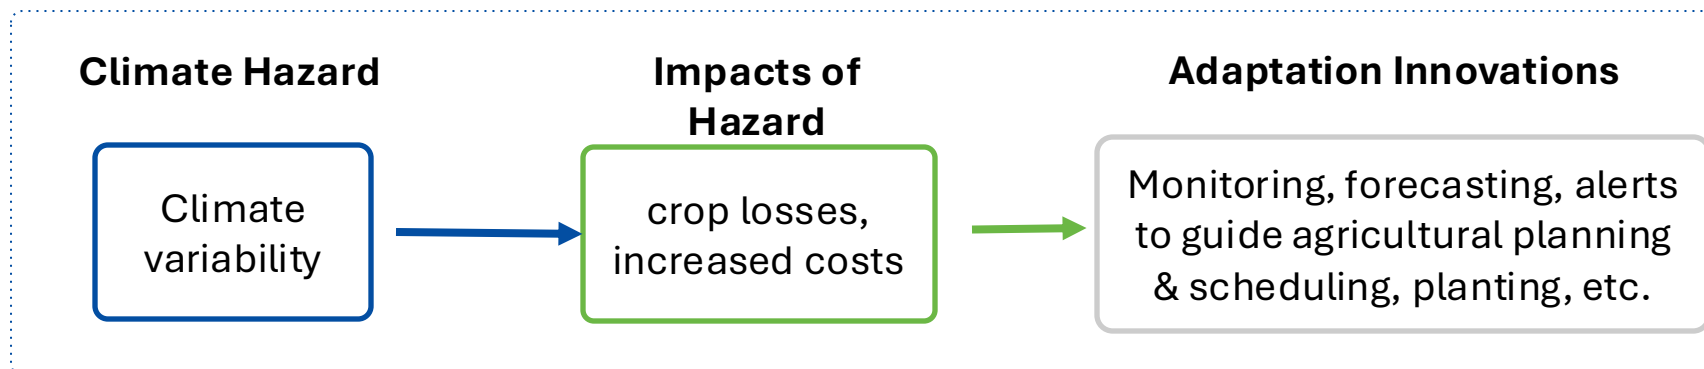 Climate Hazard
Climate
variability
Impacts of
Hazard
crop losses,
increased costs
Adaptation Innovations
Monitoring, forecasting, alerts
to guide agricultural planning
& scheduling, planting, etc.